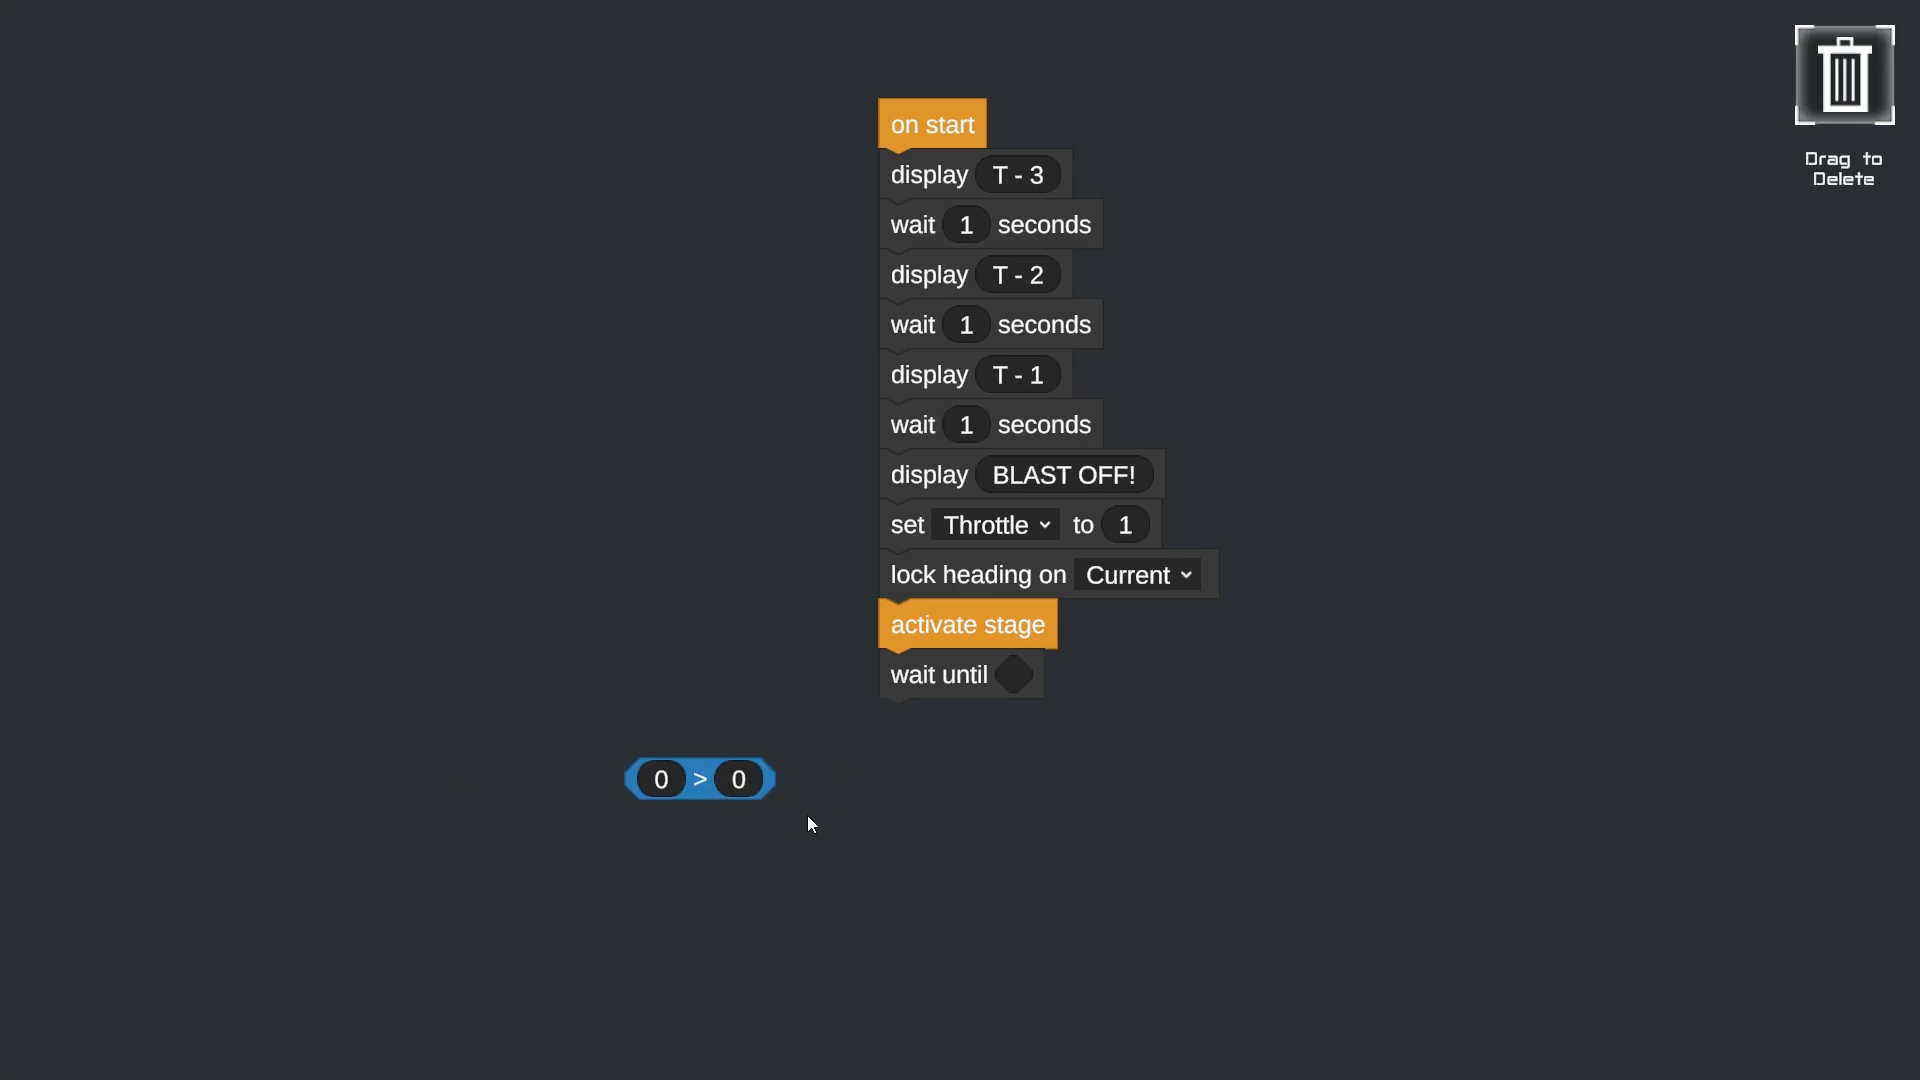 Drag to
Delete
on start
display T - 3
wait 1 seconds
display T - 2
wait 1 seconds
display T - 1
wait 1 seconds
display BLAST OFF!
set Throttle to 1
lock heading on Current
activate stage
wait until
0 > 0